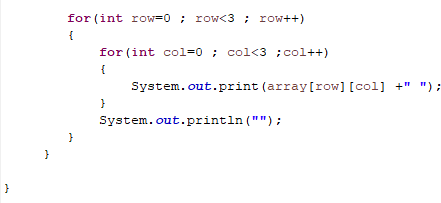 for(int row=0 ; row<3 ; row++)
{
for(int col=0 ; col<3 ;col++)
{
System.out.print(array[row][col] +" ");
}
System.out.println("");
}
}
}